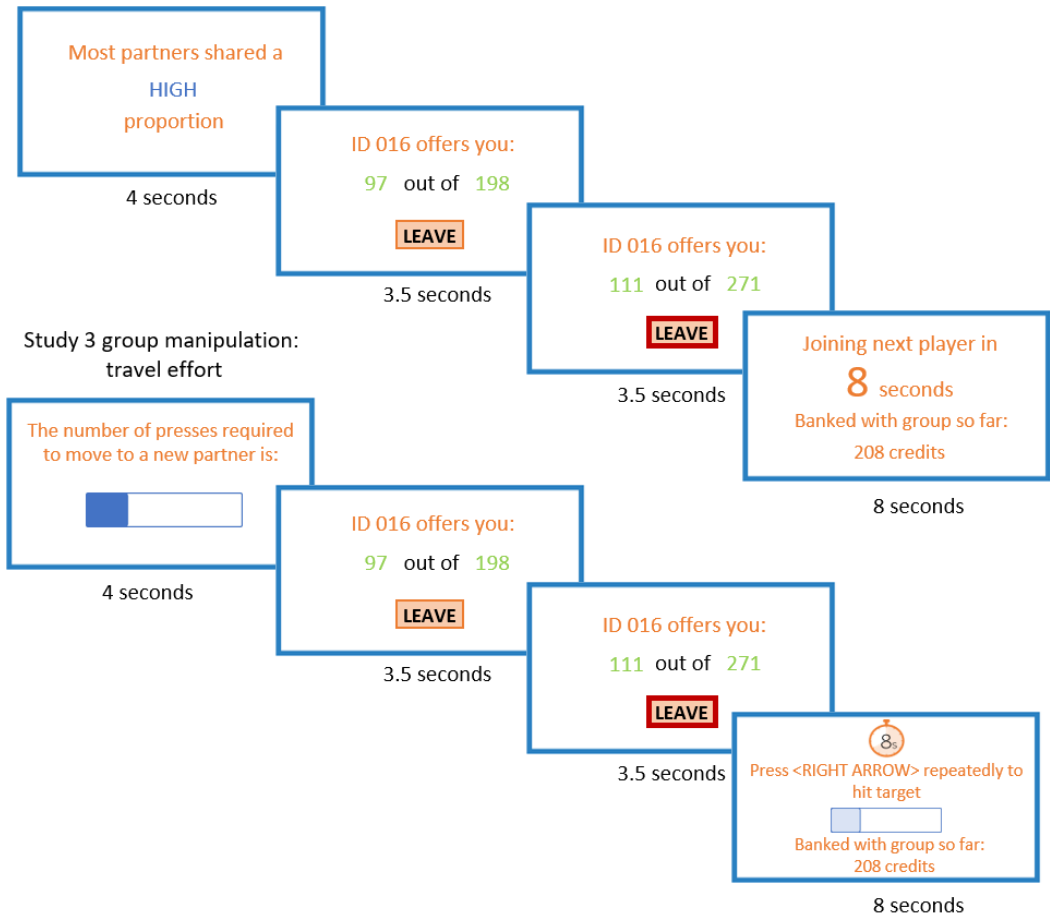 Most partners shared a
HIGH
proportion
4 seconds
ID 016 offers you:
97 out of 198
LEAVE
3.5 seconds
ID 016 offers you:
111 out of 271
LEAVE
3.5 seconds
Joining next player in
8 seconds
Banked with group so far:
208 credits
8 seconds
Study 3 group manipulation:
travel effort
The number of presses required
to move to a new partner is:
4 seconds
ID 016 offers you:
97 out of 198
LEAVE
3.5 seconds
ID 016 offers you:
111 out of 271
LEAVE
3.5 seconds
8s
Press <RIGHT ARROW> repeatedly to
hit target
Banked with group so far:
208 credits
8 seconds